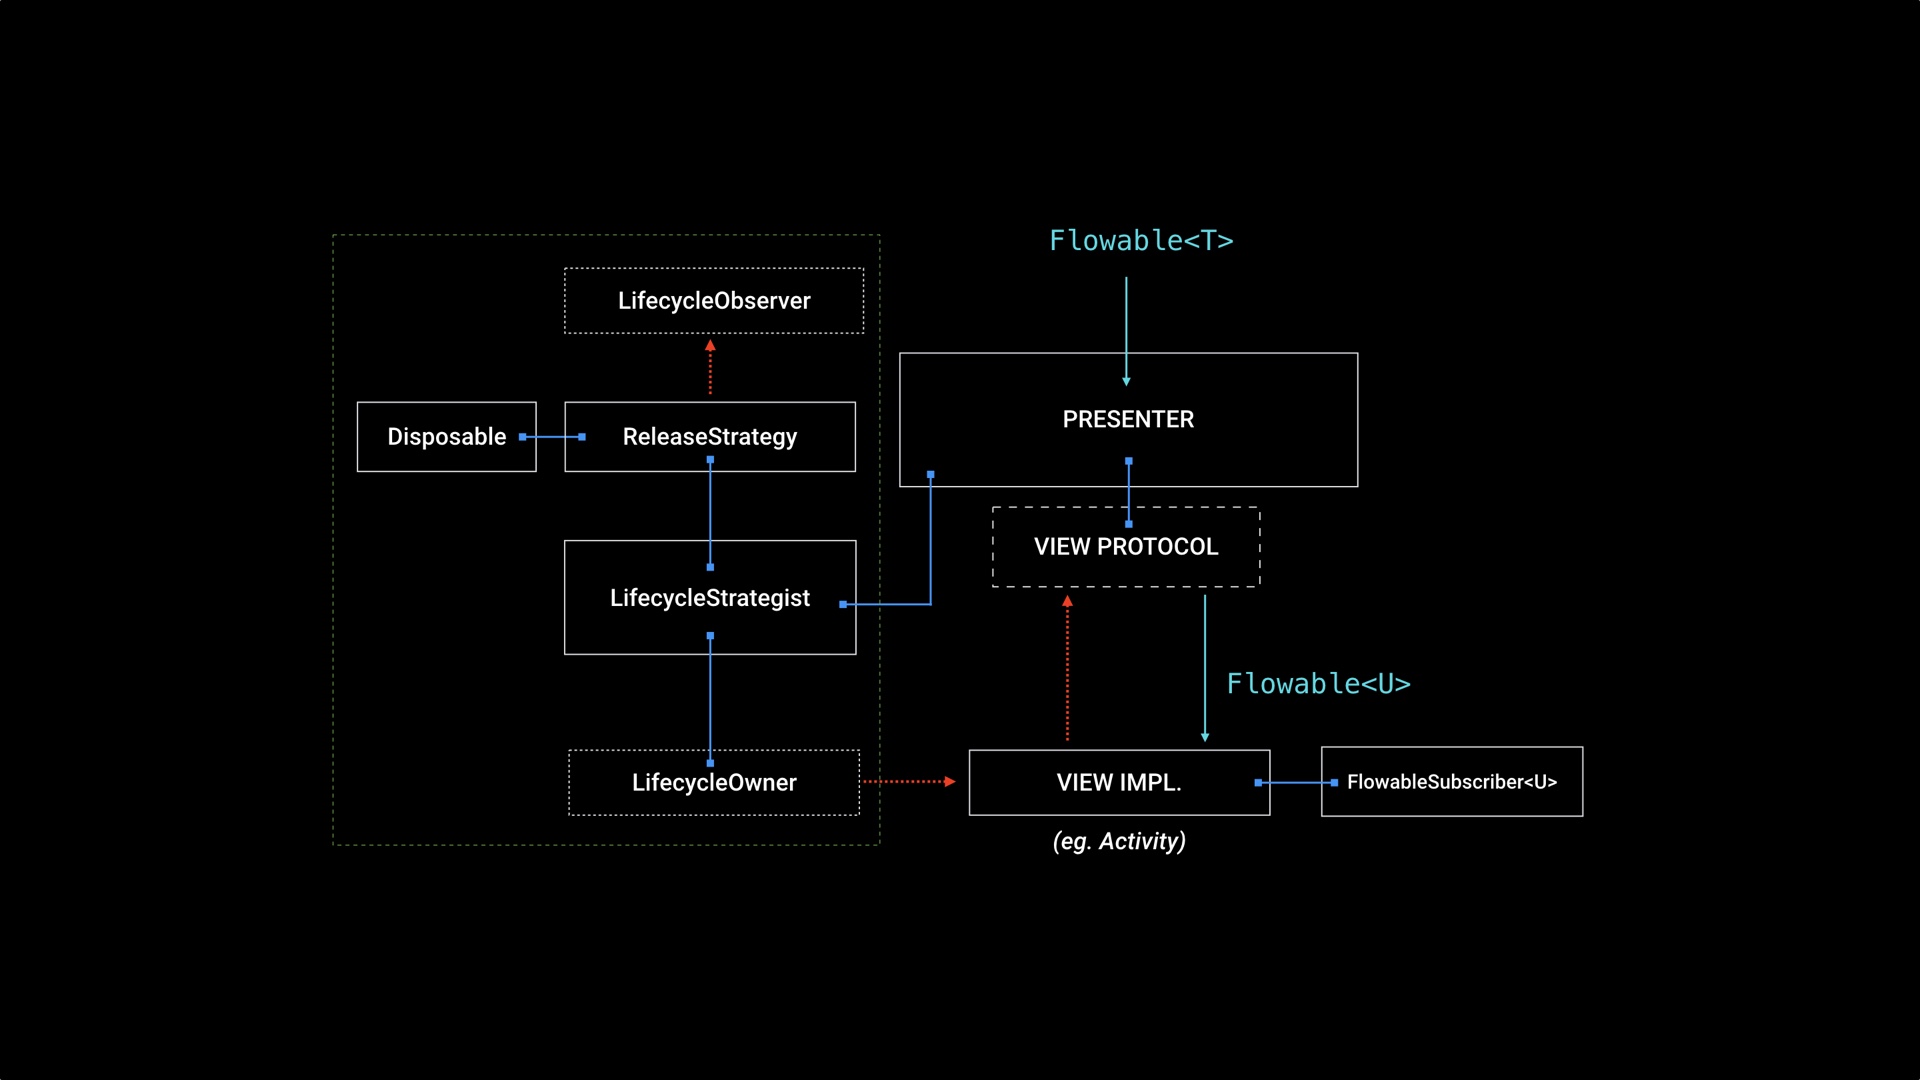 Flowable<T>
LifecycleObserver
Disposable
ReleaseStrategy
PRESENTER
VIEW PROTOCOL
LifecycleStrategist
Flowable<U>
LifecycleOwner
VIEW IMPL.
FlowableSubscriber<U>
(eg. Activity)